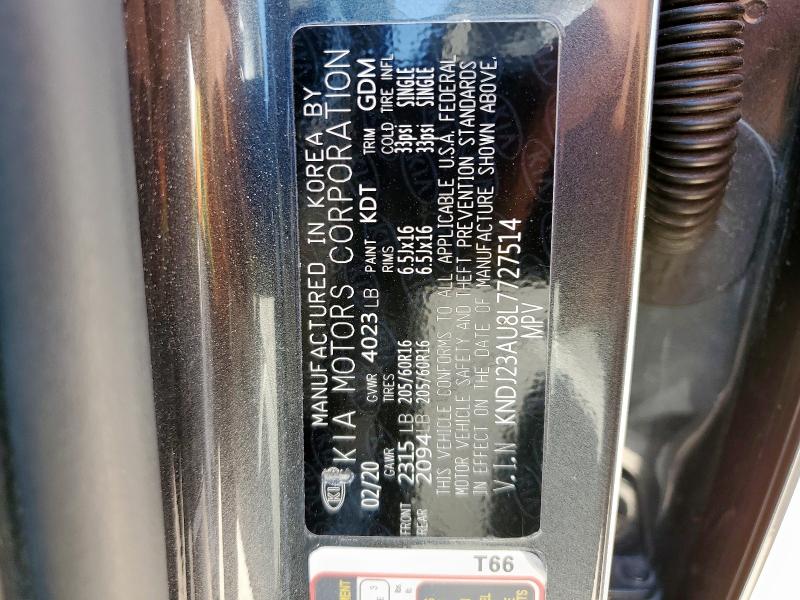 MANUFACTURED IN KOREA BY
KIA KIA MOTORS CORPORATION
02/20 GVWR 4023 LB PAINT KDT TRIM GDM
GAWR TIRES RIMS COLD TIRE INFL
FRONT 2315 LB 205/60R16 6.5JX16 33psi SINGLE
REAR 2094 LB 205/60R16 6.5JX16 33psi SINGLE
THIS VEHICLE CONFORMS TO ALL APPLICABLE U.S.A. FEDERAL
MOTOR VEHICLE SAFETY AND THEFT PREVENTION STANDARDS
IN EFFECT ON THE DATE OF MANUFACTURE SHOWN ABOVE.
V.I.N KNDJ23AU8L7727514
MPV
T66